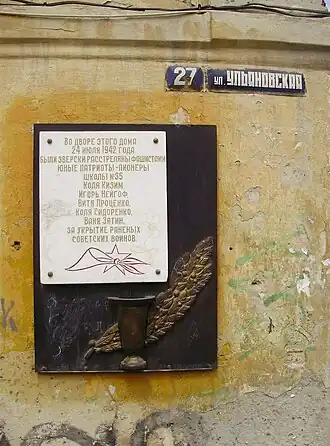 27 ул. УЛЬЯНОВСКАЯ
ВО ДВОРЕ ЭТОГО ДОМА
24 ИЮЛЯ 1942 ГОДА
БЫЛИ ЗВЕРСКИ РАССТРЕЛЯНЫ ФАШИСТАМИ
ЮНЫЕ ПАТРИОТЫ-ПИОНЕРЫ
ШКОЛЫ №35
КОЛЯ КИЗИМ,
ИГОРЬ НЕЙГОФ,
ВИТЯ ПРОЦЕНКО,
КОЛЯ СИДОРЕНКО,
ВАНЯ ЗЯТИН,
ЗА УКРЫТИЕ РАНЕНЫХ
СОВЕТСКИХ ВОИНОВ.